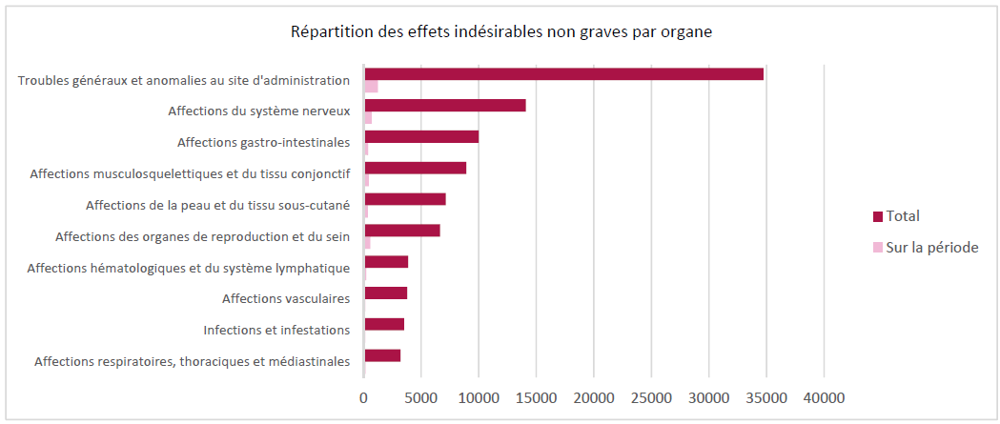 Répartition des effets indésirables non graves par organe
Troubles généraux et anomalies au site d'administration
Affections du système nerveux
Affections gastro-intestinales
Affections musculosquelettiques et du tissu conjonctif
Affections de la peau et du tissu sous-cutané
Affections des organes de reproduction et du sein
Affections hématologiques et du système lymphatique
Affections vasculaires
Infections et infestations
Affections respiratoires, thoraciques et médiastinales
0 5000 10000 15000 20000 25000 30000 35000 40000
Total
Sur la période